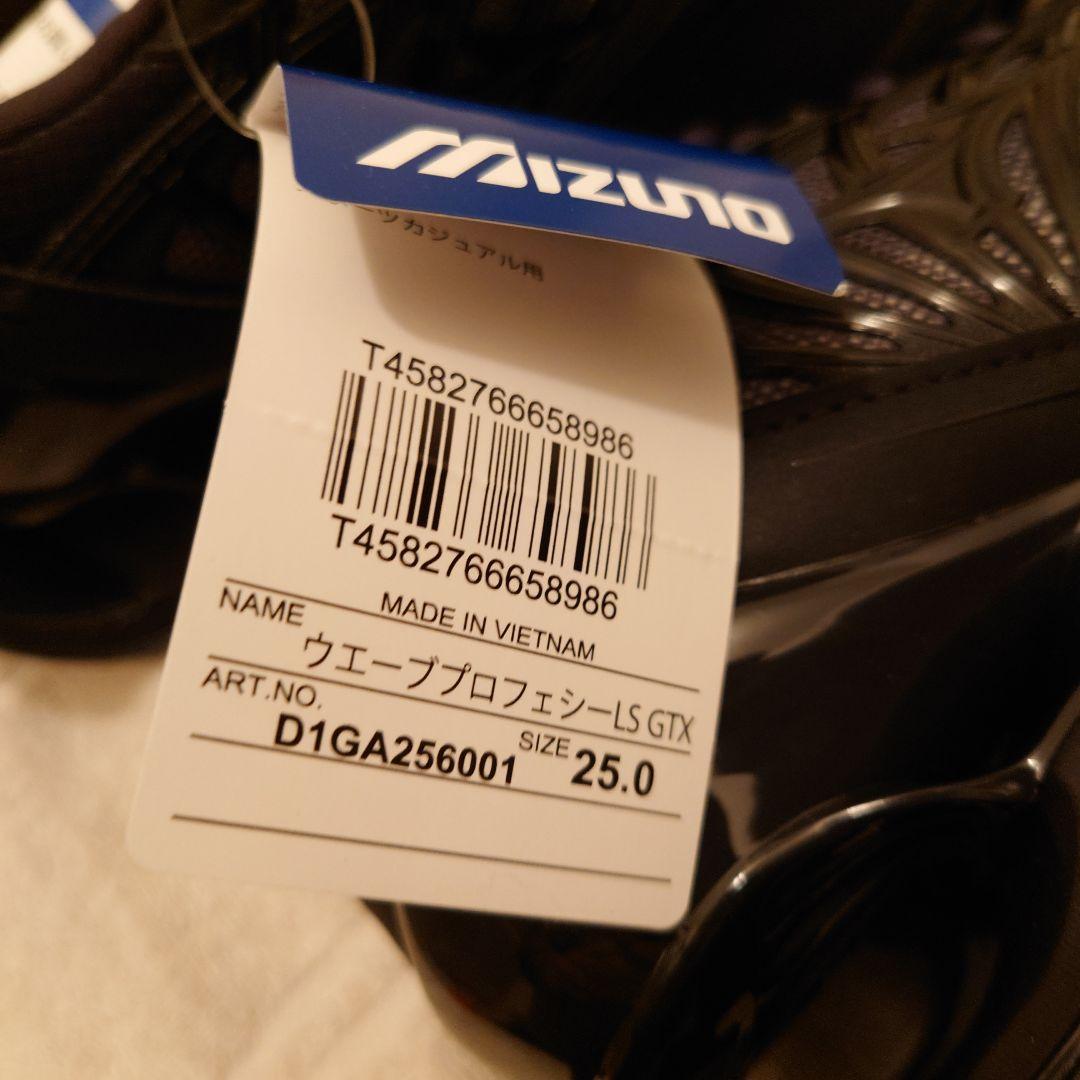 MIZUNO
ツカジュアル用
T4582766658986
T4582766658986
MADE IN VIETNAM
NAME
ウエーブプロフェシーLS GTX
ART.NO.
D1GA256001
SIZE 25.0